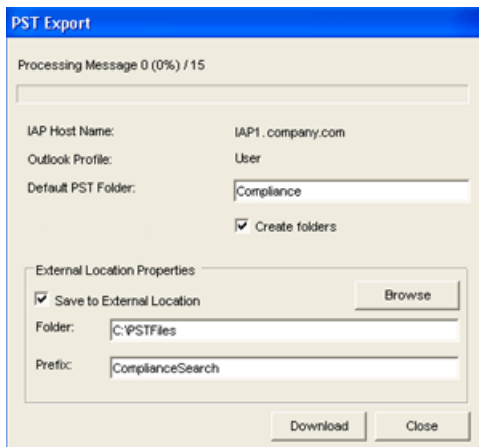 PST Export
Processing Message 0 (0%) / 15
IAP Host Name: IAP1.company.com
Outlook Profile: User
Default PST Folder: Compliance
Create folders
External Location Properties
Save to External Location Browse
Folder: C:\PSTFiles
Prefix: ComplianceSearch
Download Close